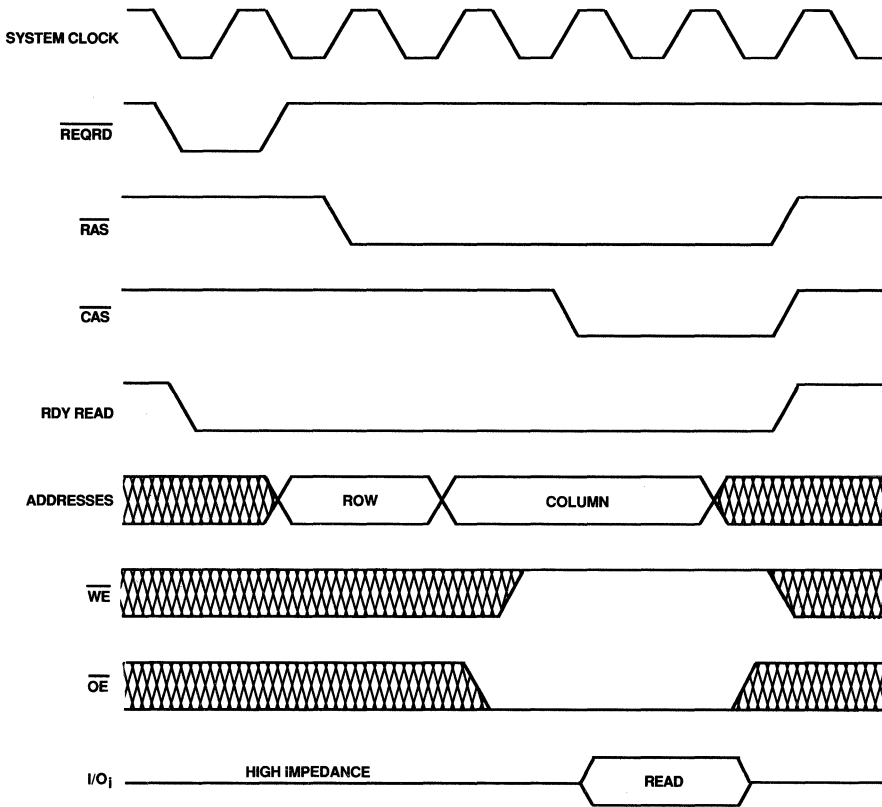 SYSTEM CLOCK
REQRD
RAS
CAS
RDY READ
ADDRESSES ROW COLUMN
WE
OE
I/Oi HIGH IMPEDANCE READ